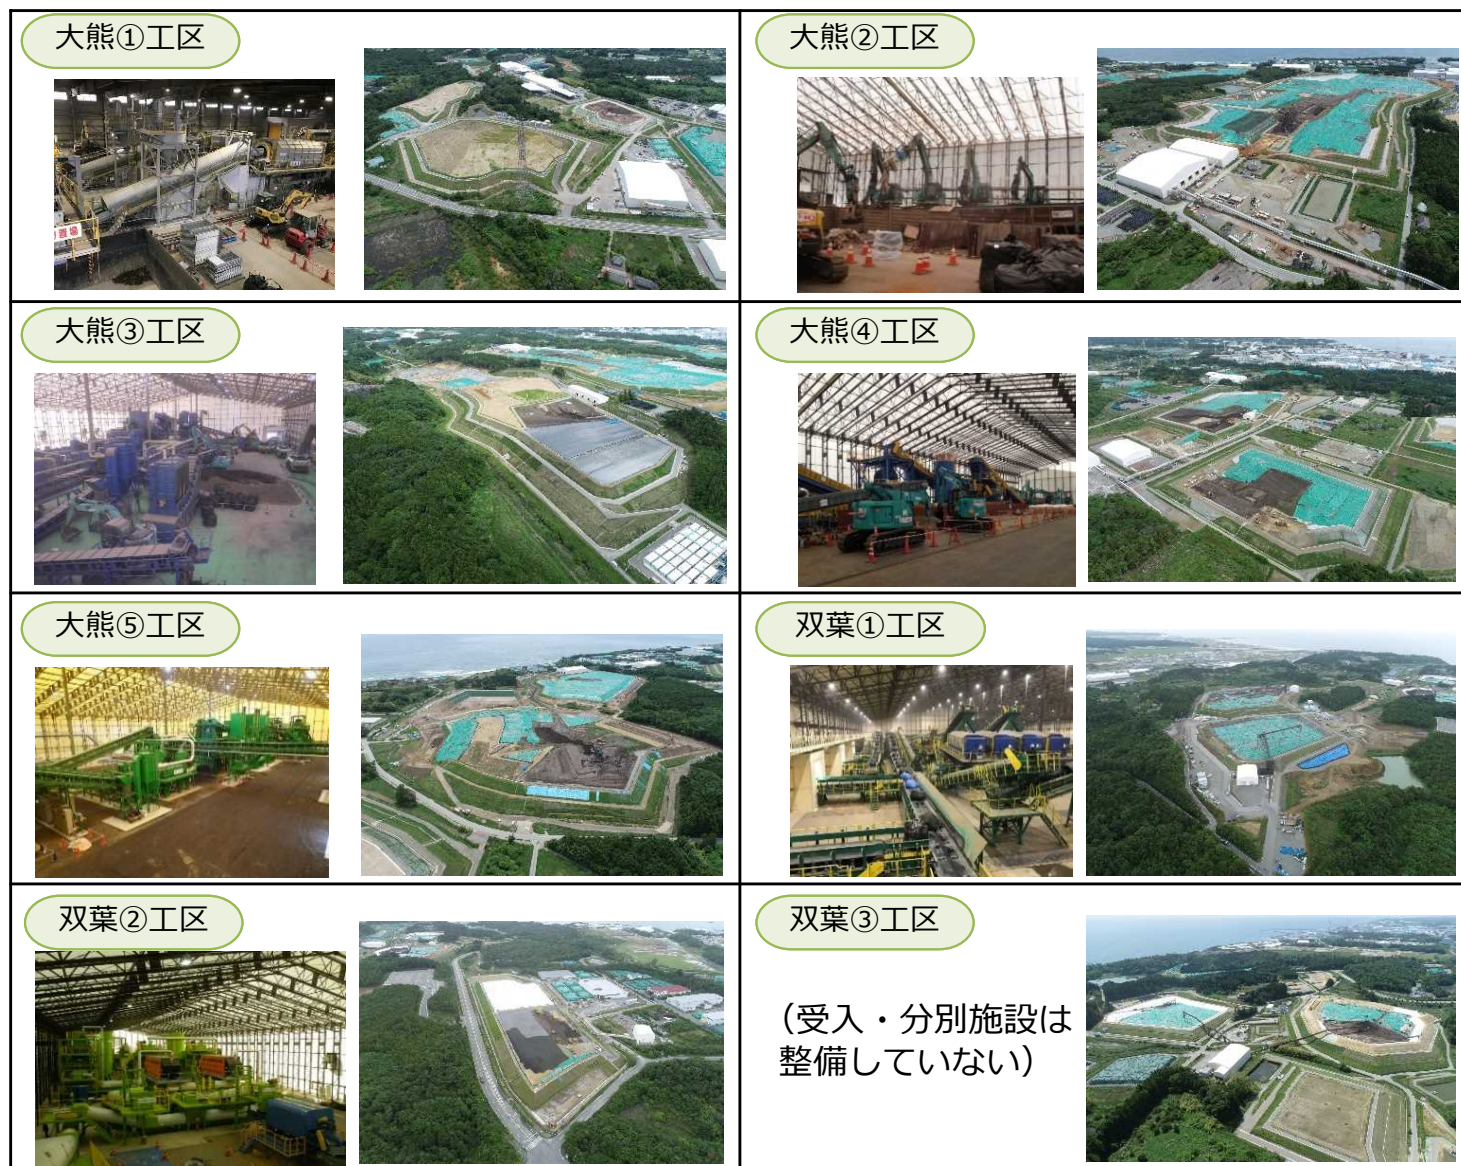 大熊①工区
大熊②工区
大熊③工区
大熊④工区
大熊⑤工区
双葉①工区
双葉②工区
双葉③工区
（受入・分別施設は
整備していない）